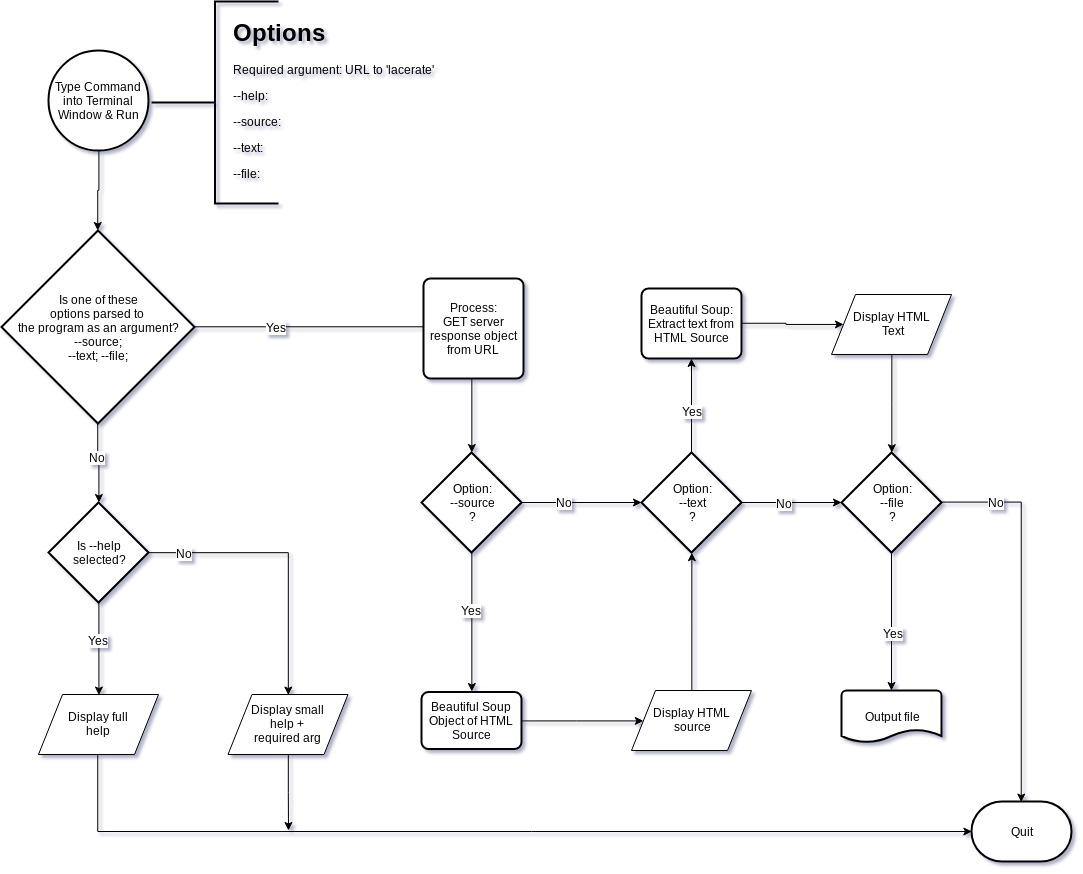 Options
Required argument: URL to 'lacerate'
--help:
--source:
--text:
--file:
Type Command
into Terminal
Window & Run
Is one of these
options parsed to
the program as an argument?
--source;
--text; --file;
Yes
Process:
GET server
response object
from URL
Beautiful Soup:
Extract text from
HTML Source
Display HTML
Text
Yes
No
Option:
--source
?
No
Option:
--text
?
No
Option:
--file
?
No
Is --help
selected?
No
Yes
Yes
Yes
Display full
help
Display small
help +
required arg
Beautiful Soup
Object of HTML
Source
Display HTML
source
Output file
Quit